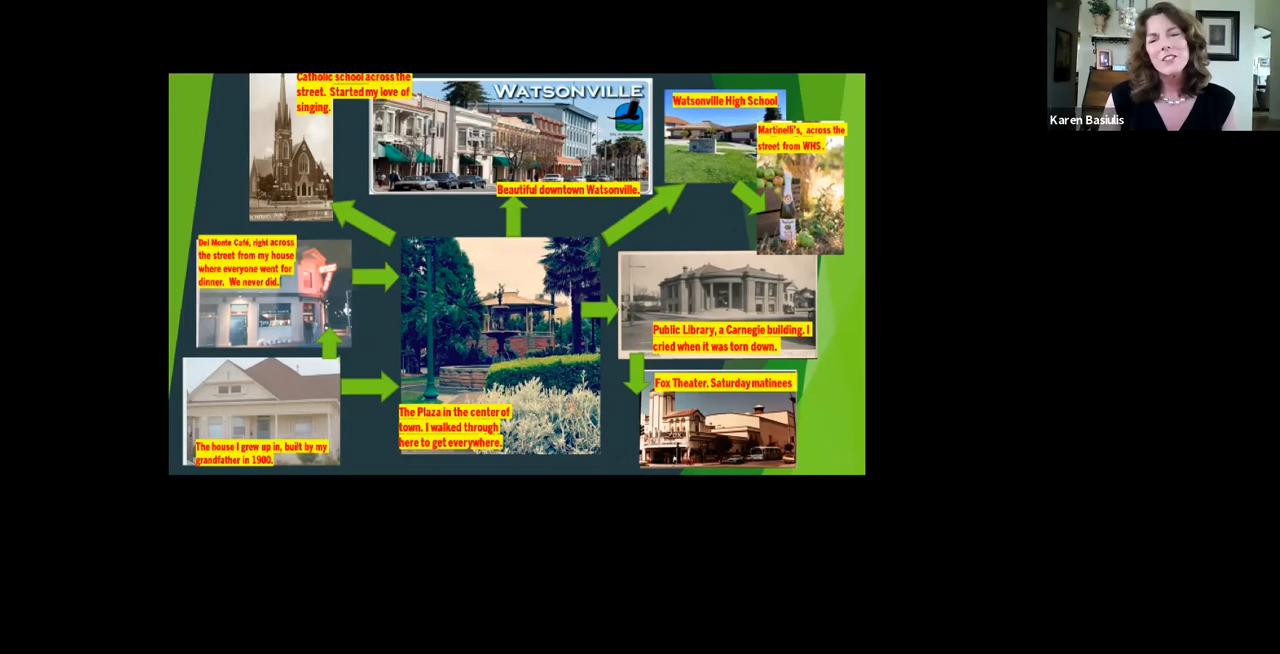 Karen Basiulis
Catholic school across the
street. Started my love of
singing.
WATSONVILLE
Beautiful downtown Watsonville.
Watsonville High School
Martinelli's, across the
street from WHS.
Del Monte Café, right across
the street from my house
where everyone went for
dinner. We never did.
Public Library, a Carnegie building. I
cried when it was torn down.
Fox Theater. Saturday matinees
FOX
The Plaza in the center of
town. I walked through
here to get everywhere.
The house I grew up in, built by my
grandfather in 1900.